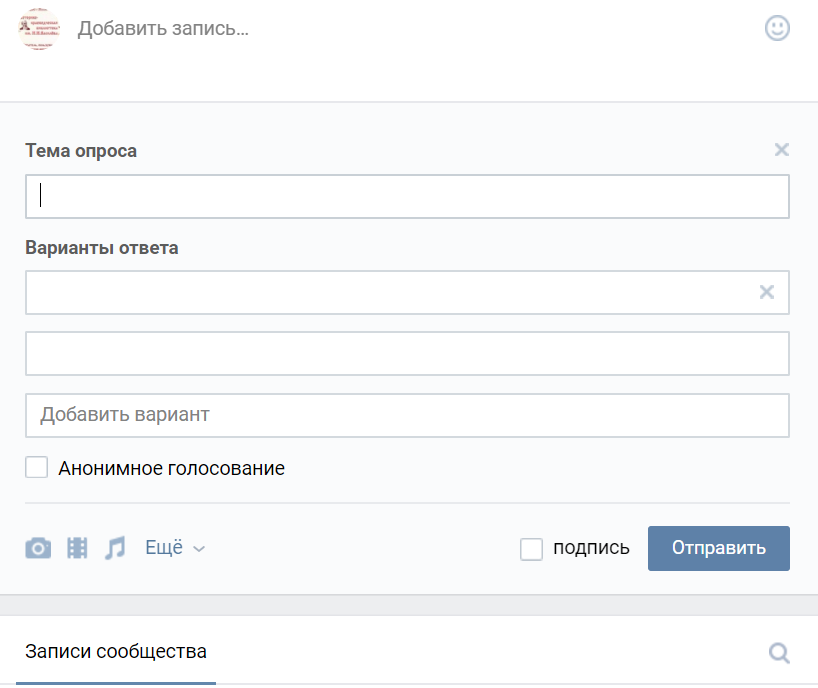 Добавить запись...
Тема опроса
Варианты ответа
Добавить вариант
Анонимное голосование
Ещё
подпись
Отправить
Записи сообщества